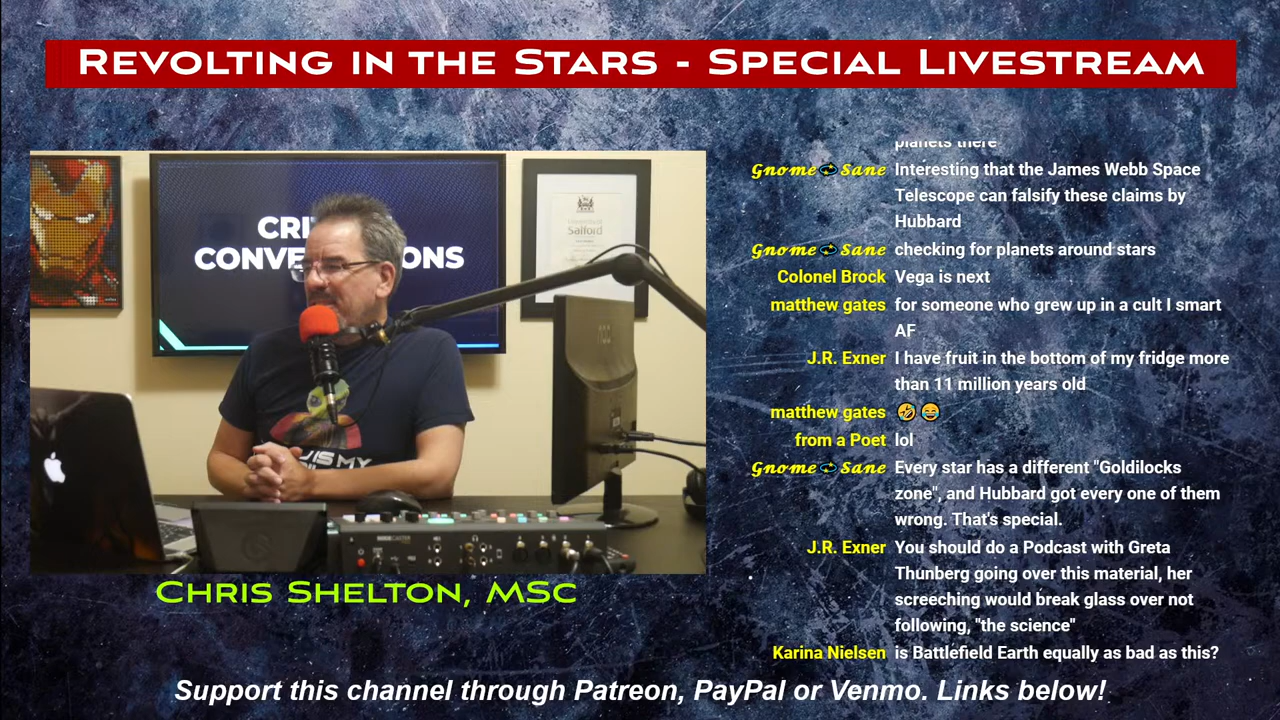 Revolting in the Stars - Special Livestream
CRI
CONVE ONS
Salford
Chris Shelton, MSc
planets there
Gnome Sane Interesting that the James Webb Space
Telescope can falsify these claims by
Hubbard
Gnome Sane checking for planets around stars
Colonel Brock Vega is next
matthew gates for someone who grew up in a cult I smart
AF
J.R. Exner I have fruit in the bottom of my fridge more
than 11 million years old
matthew gates 🤣😂
from a Poet lol
Gnome Sane Every star has a different "Goldilocks
zone", and Hubbard got every one of them
wrong. That's special.
J.R. Exner You should do a Podcast with Greta
Thunberg going over this material, her
screeching would break glass over not
following, "the science"
Karina Nielsen is Battlefield Earth equally as bad as this?
Support this channel through Patreon, PayPal or Venmo. Links below!